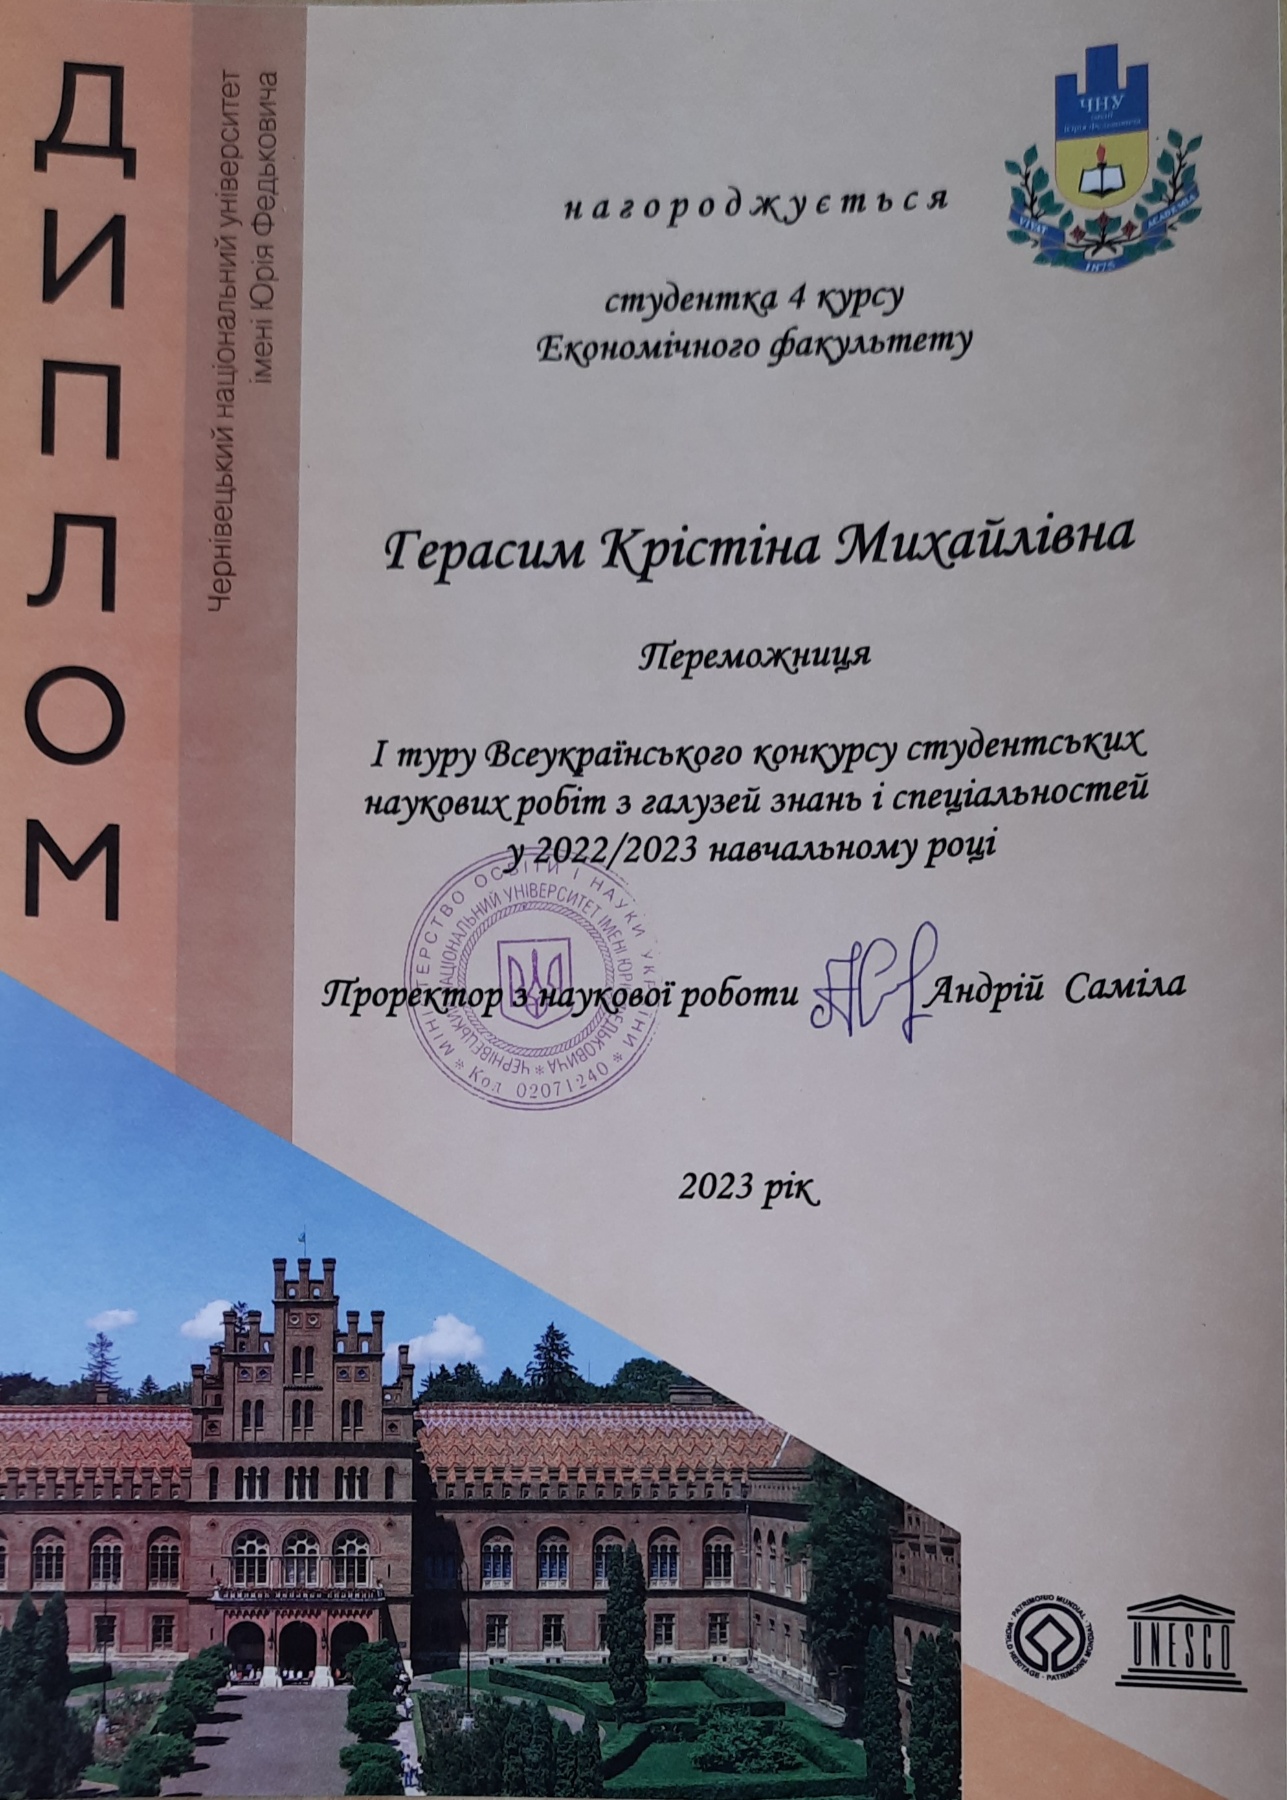 ДИПЛОМ
Чернівецький національний університет
імені Юрія Федьковича
ЧНУ
імені
Юрія Федьковича
VIVAT
ACADEMIA
1875
нагороджується
студентка 4 курсу
Економічного факультету
Герасим Крістіна Михайлівна
Переможниця
І туру Всеукраїнського конкурсу студентських
наукових робіт з галузей знань і спеціальностей
у 2022/2023 навчальному році
Проректор з наукової роботи Андрій Саміла
МІНІСТЕРСТВО ОСВІТИ І НАУКИ УКРАЇНИ * Код 02071240 *
ЧЕРНІВЕЦЬКИЙ НАЦІОНАЛЬНИЙ УНІВЕРСИТЕТ ІМЕНІ ЮРІЯ ФЕДЬКОВИЧА *
2023 рік
WORLD HERITAGE · PATRIMOINE MONDIAL · PATRIMONIO MUNDIAL ·
UNESCO